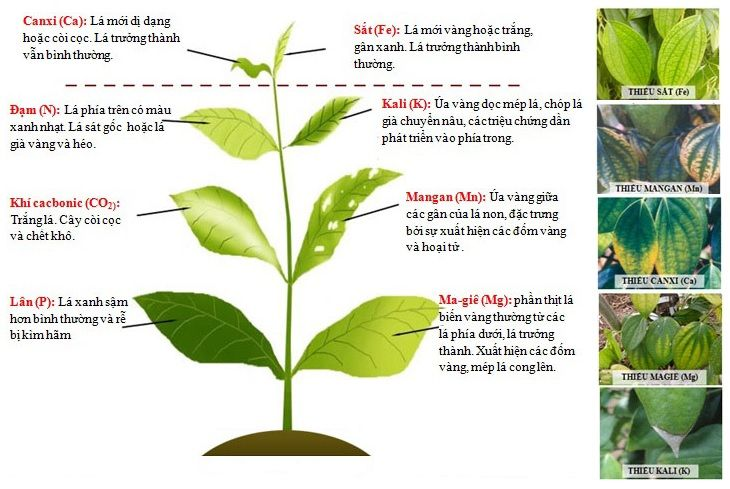 Canxi (Ca): Lá mới dị dạng
hoặc còi cọc. Lá trưởng thành
vẫn bình thường.
Sắt (Fe): Lá mới vàng hoặc trắng,
gân xanh. Lá trưởng thành bình
thường.
Đạm (N): Lá phía trên có màu
xanh nhạt. Lá sát gốc hoặc lá
già vàng và héo.
Kali (K): Úa vàng dọc mép lá, chóp lá
già chuyển nâu, các triệu chứng dần
phát triển vào phía trong.
Khí cacbonic (CO2):
Trắng lá. Cây còi cọc
và chết khô.
Mangan (Mn): Úa vàng giữa
các gân của lá non, đặc trưng
bởi sự xuất hiện các đốm vàng
và hoại tử .
Lân (P): Lá xanh sậm
hơn bình thường và rễ
bị kìm hãm
Ma-giê (Mg): phần thịt lá
biến vàng thường từ các
lá phía dưới, lá trưởng
thành. Xuất hiện các đốm
vàng, mép lá cong lên.
THIẾU SẮT (Fe)
THIẾU MANGAN (Mn)
THIẾU CANXI (Ca)
THIẾU MAGIÊ (Mg)
THIẾU KALI (K)